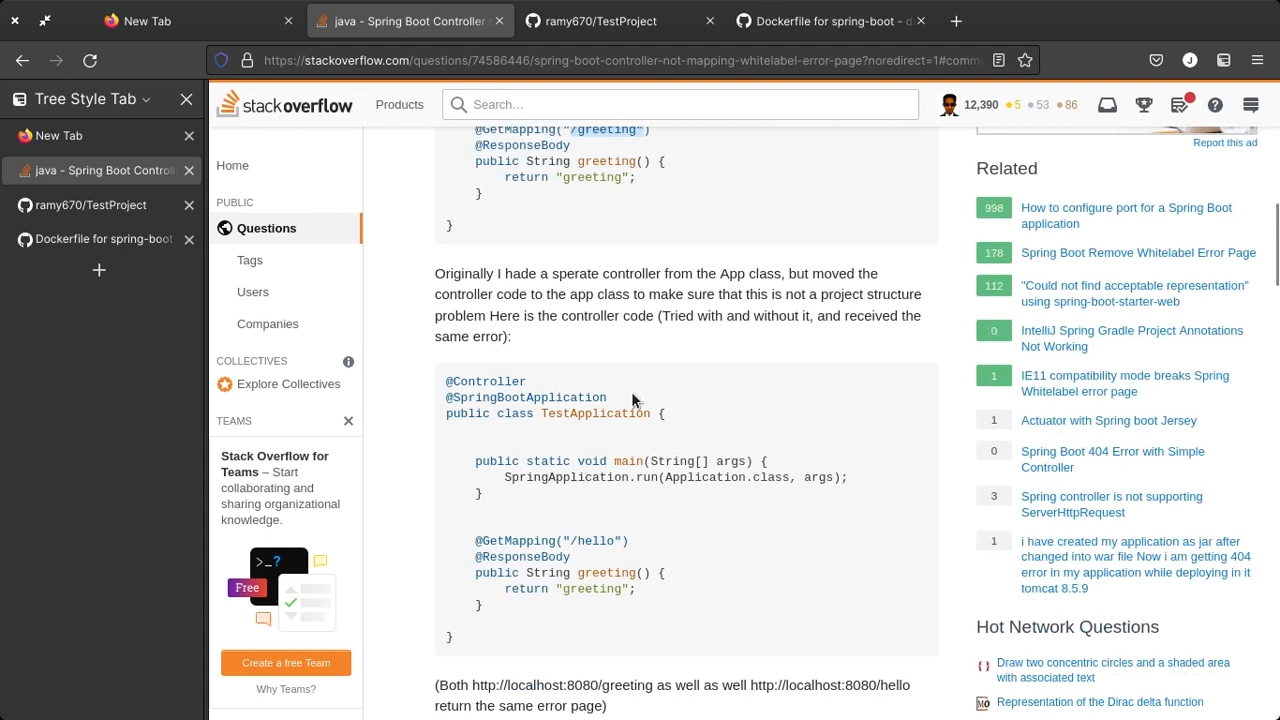 New Tab
java - Spring Boot Controller
ramy670/TestProject
Dockerfile for spring-boot - d
https://stackoverflow.com/questions/74586446/spring-boot-controller-not-mapping-whitelabel-error-page?noredirect=1#comm
J
Tree Style Tab
New Tab
java - Spring Boot Controll
ramy670/TestProject
Dockerfile for spring-boot
stackoverflow
Products
Search…
12,390 5 53 86
Home
PUBLIC
Questions
Tags
Users
Companies
COLLECTIVES
Explore Collectives
TEAMS
Stack Overflow for
Teams – Start
collaborating and
sharing organizational
knowledge.
>_?
Free
Create a free Team
Why Teams?
@GetMapping("/greeting")
@ResponseBody
public String greeting() {
return "greeting";
}
}
Originally I hade a sperate controller from the App class, but moved the
controller code to the app class to make sure that this is not a project structure
problem Here is the controller code (Tried with and without it, and received the
same error):
@Controller
@SpringBootApplication
public class TestApplication {
public static void main(String[] args) {
SpringApplication.run(Application.class, args);
}
@GetMapping("/hello")
@ResponseBody
public String greeting() {
return "greeting";
}
}
(Both http://localhost:8080/greeting as well as well http://localhost:8080/hello
return the same error page)
Report this ad
Related
998 How to configure port for a Spring Boot
application
178 Spring Boot Remove Whitelabel Error Page
112 "Could not find acceptable representation"
using spring-boot-starter-web
0 IntelliJ Spring Gradle Project Annotations
Not Working
1 IE11 compatibility mode breaks Spring
Whitelabel error page
1 Actuator with Spring boot Jersey
0 Spring Boot 404 Error with Simple
Controller
3 Spring controller is not supporting
ServerHttpRequest
1 i have created my application as jar after
changed into war file Now i am getting 404
error in my application while deploying in it
tomcat 8.5.9
Hot Network Questions
Draw two concentric circles and a shaded area
with associated text
Representation of the Dirac delta function